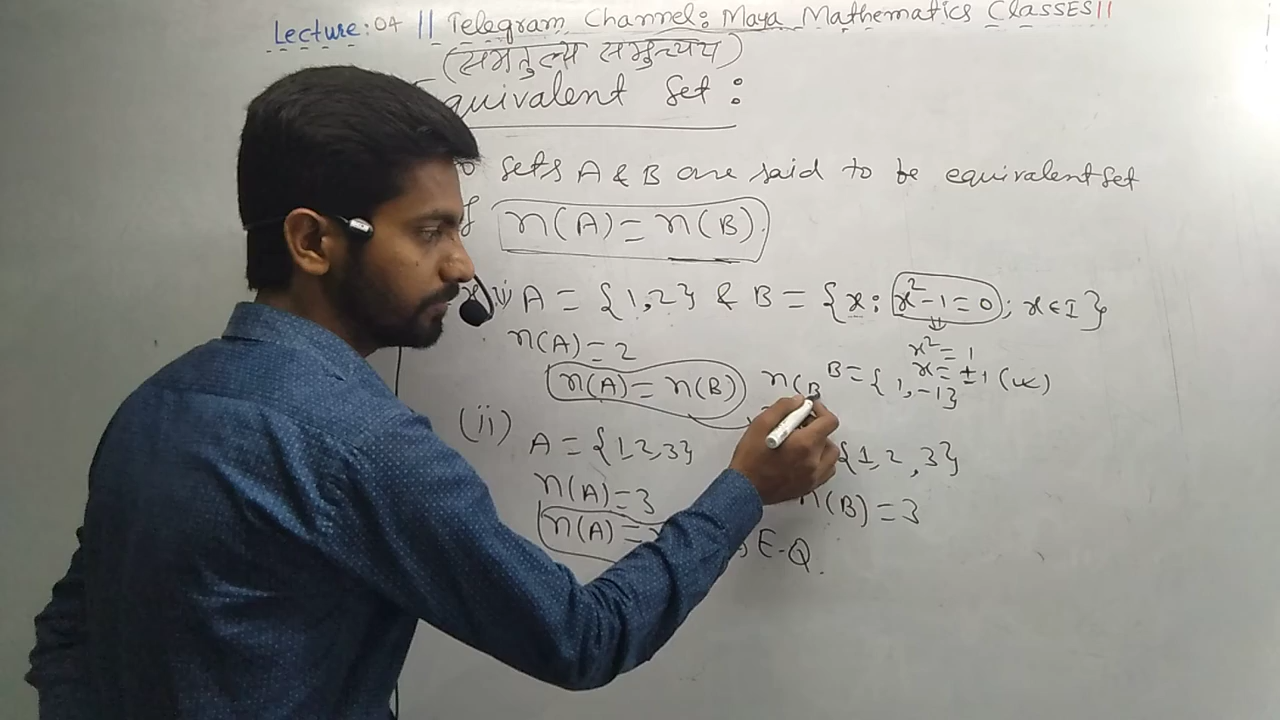 Lecture: 04 || Telegram Channel: Maya Mathematics Classes ||
(समतुल्य समुच्चय)
quivalent Set :
sets A & B are said to be equivalent set
n(A) = n(B).
A = {1,2} & B = {x : x²-1=0 ; x∈I}
n(A) = 2
x² = 1
x = ±1
B = {1, -1}
n(A) = n(B) n(B
(ii) A = {1,2,3} {1,2,3}
n(A) = 3 n(B) = 3
n(A) = E-Q.